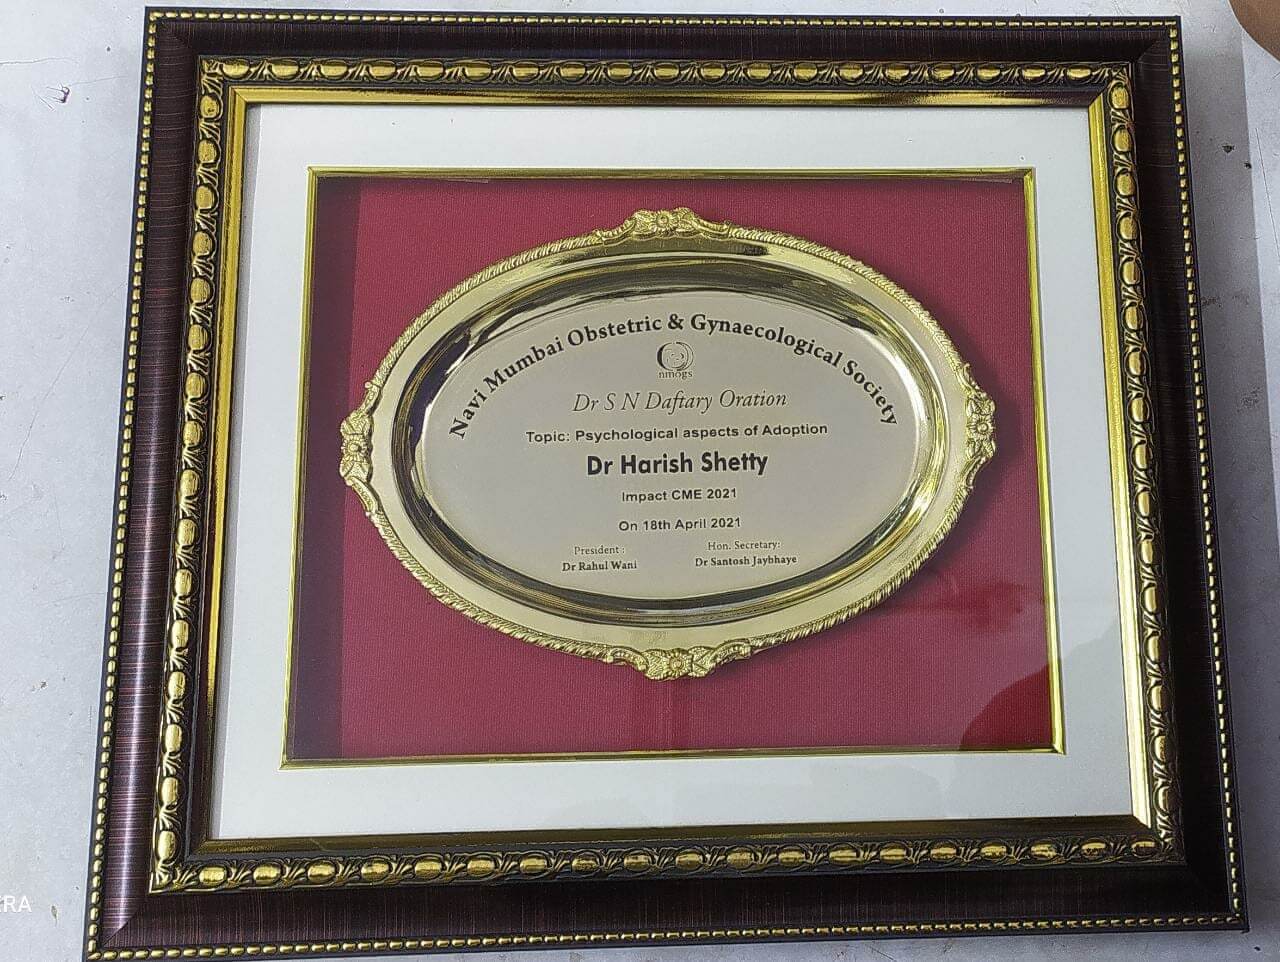 Navi Mumbai Obstetric & Gynaecological Society
nmogs
Dr S N Daftary Oration
Topic: Psychological aspects of Adoption
Dr Harish Shetty
Impact CME 2021
On 18th April 2021
President :
Dr Rahul Wani
Hon. Secretary:
Dr Santosh Jaybhaye